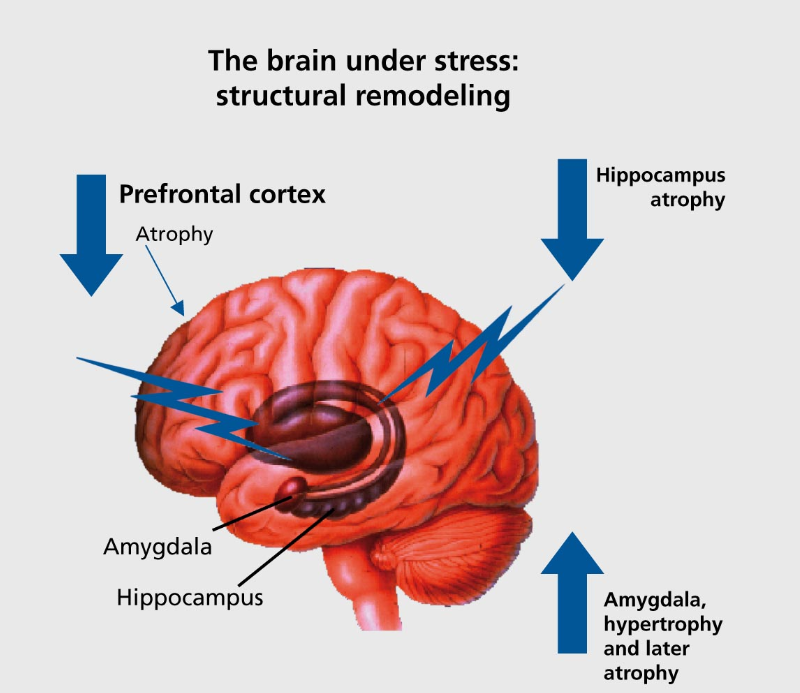 The brain under stress:
structural remodeling
Prefrontal cortex
Atrophy
Hippocampus
atrophy
Amygdala
Hippocampus
Amygdala,
hypertrophy
and later
atrophy